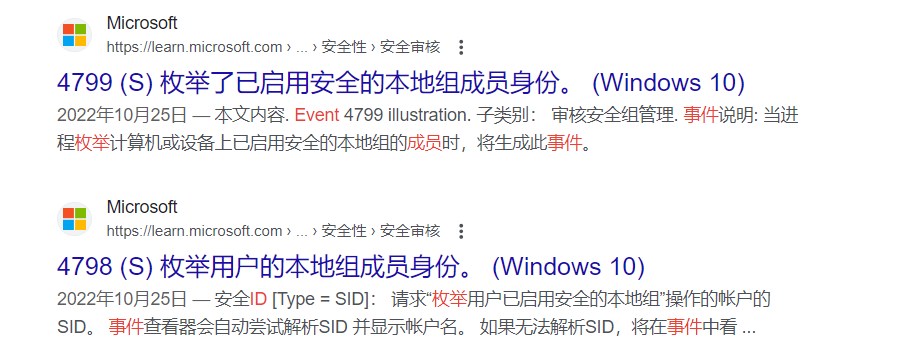 Microsoft
https://learn.microsoft.com › ... › 安全性 › 安全审核
4799 (S) 枚举了已启用安全的本地组成员身份。 (Windows 10)
2022年10月25日 — 本文内容. Event 4799 illustration. 子类别： 审核安全组管理. 事件说明: 当进
程枚举计算机或设备上已启用安全的本地组的成员时，将生成此事件。
Microsoft
https://learn.microsoft.com › ... › 安全性 › 安全审核
4798 (S) 枚举用户的本地组成员身份。 (Windows 10)
2022年10月25日 — 安全ID [Type = SID]： 请求“枚举用户已启用安全的本地组”操作的帐户的
SID。 事件查看器会自动尝试解析SID 并显示帐户名。 如果无法解析SID，将在事件中看 ...